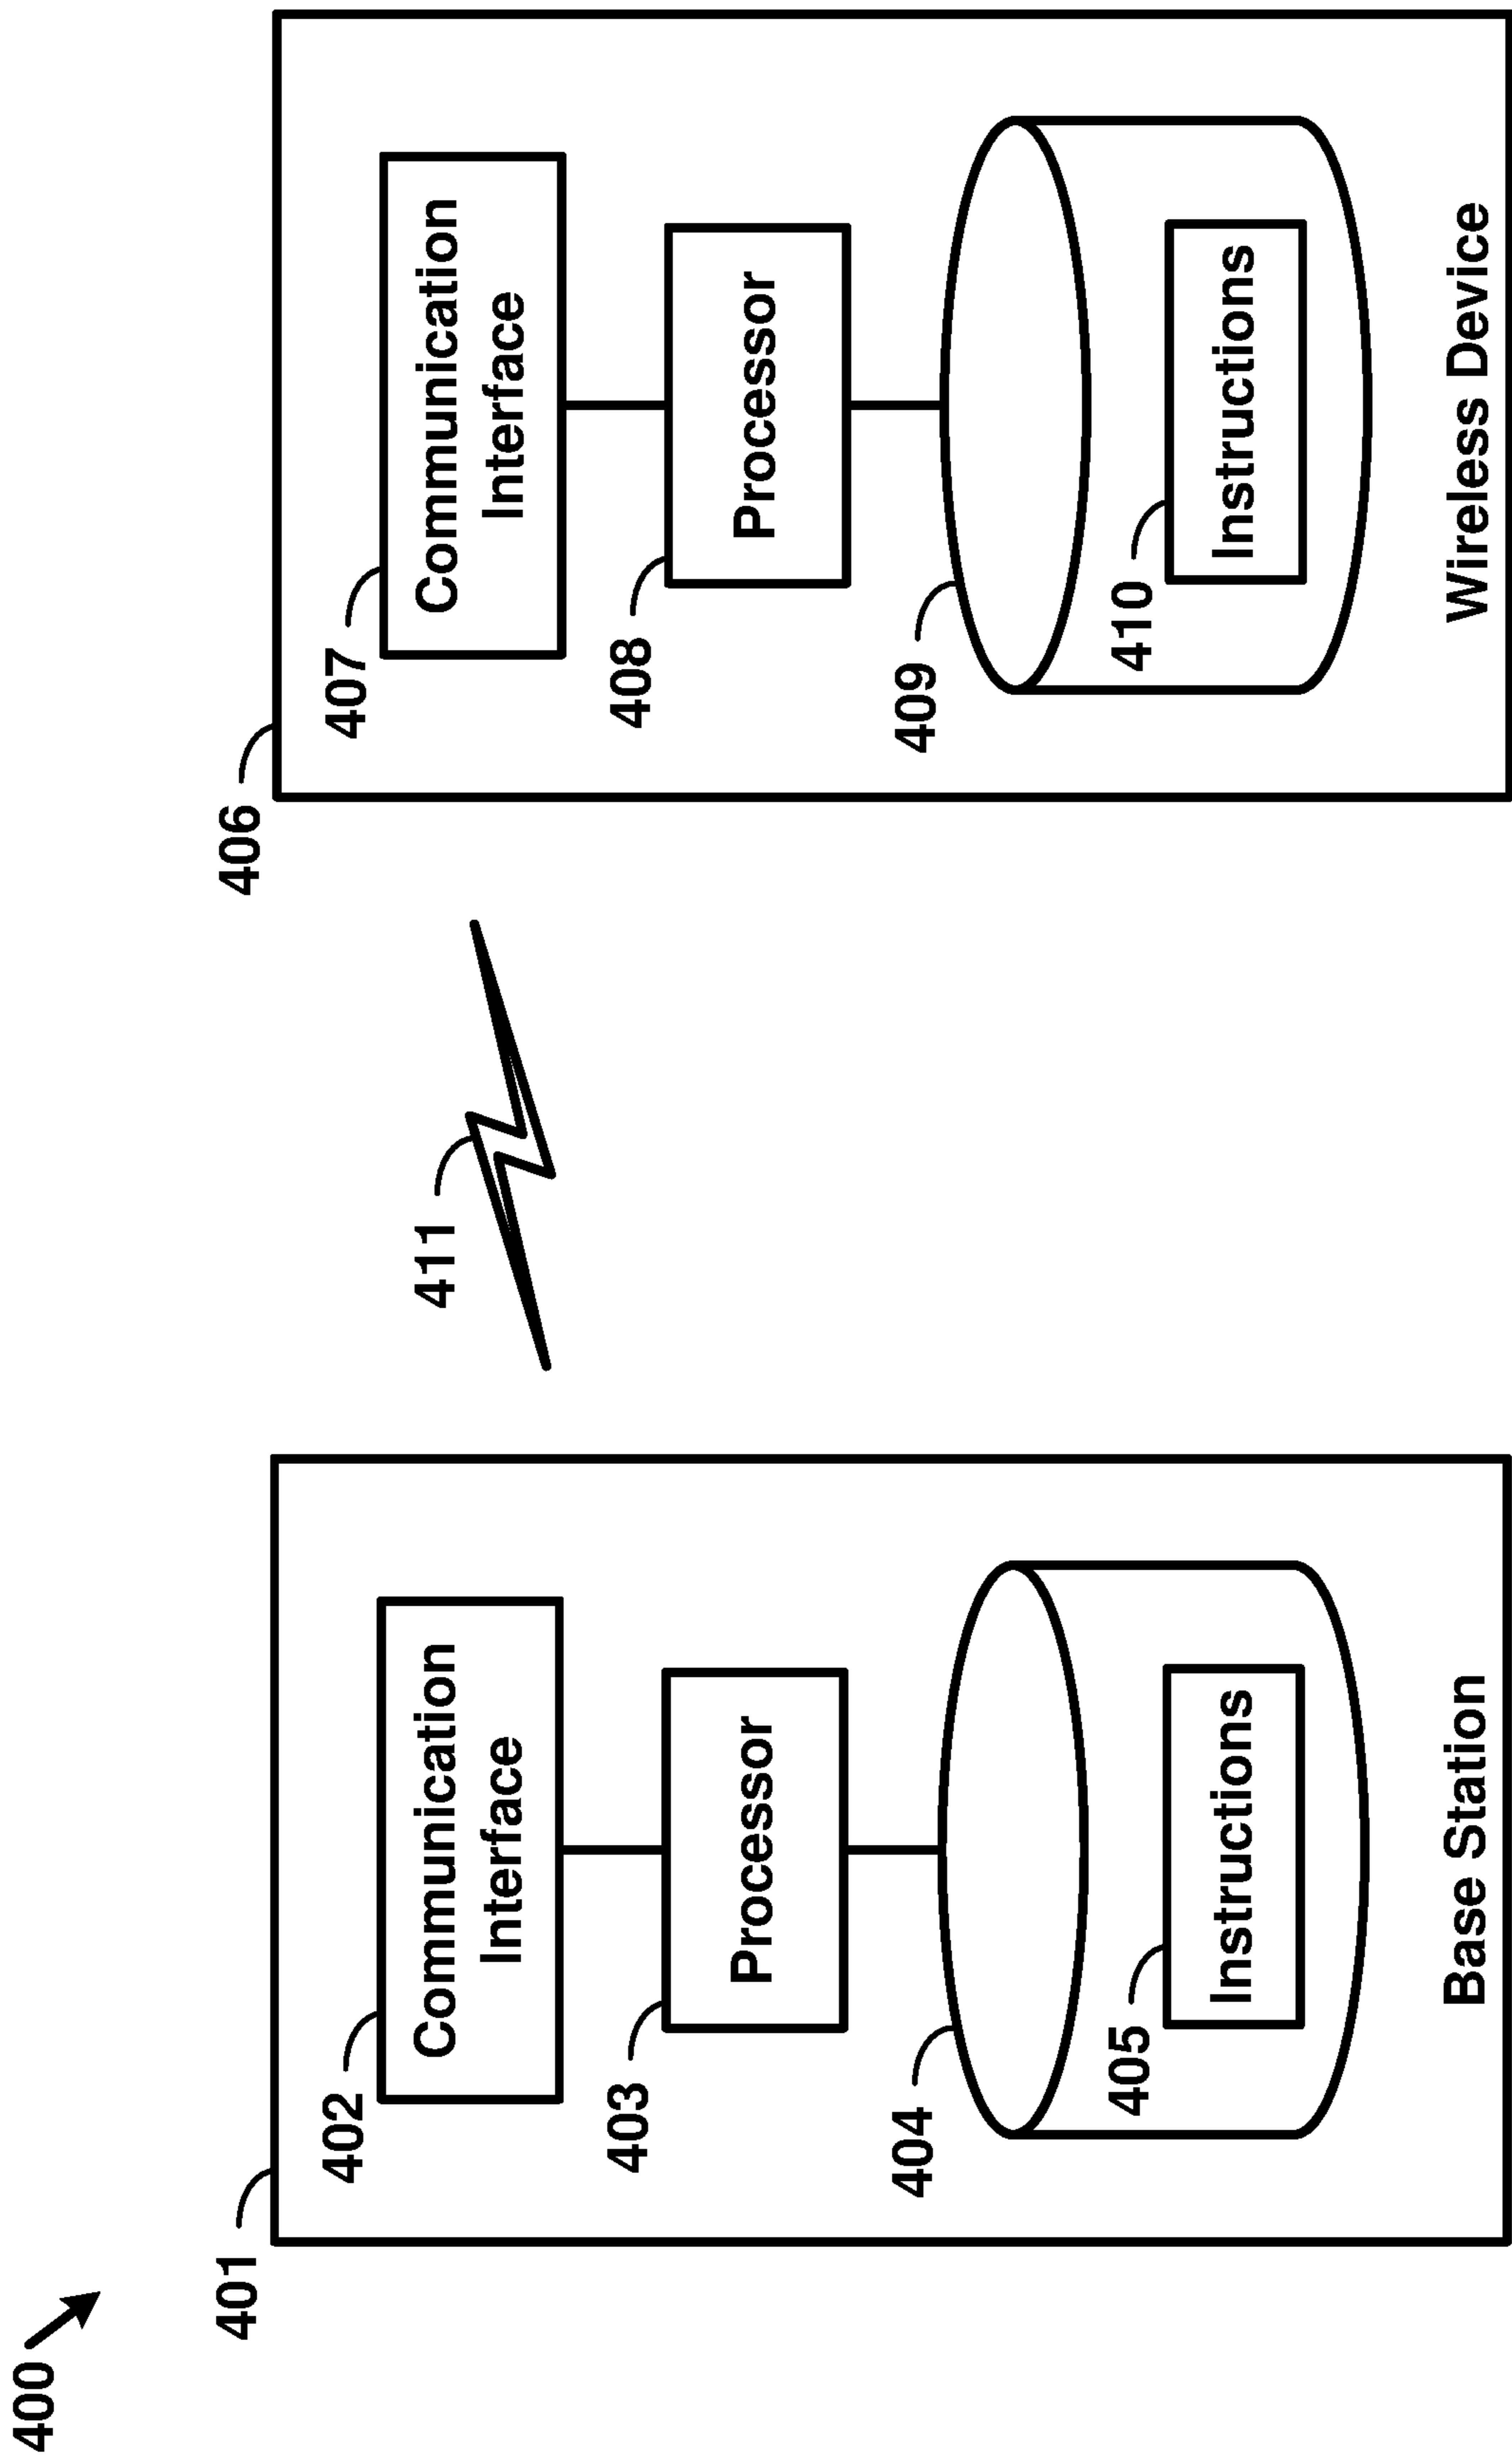 400
401
402
Communication
Interface
403
Processor
404
405
Instructions
Base Station
411
406
407
Communication
Interface
408
Processor
409
410
Instructions
Wireless Device